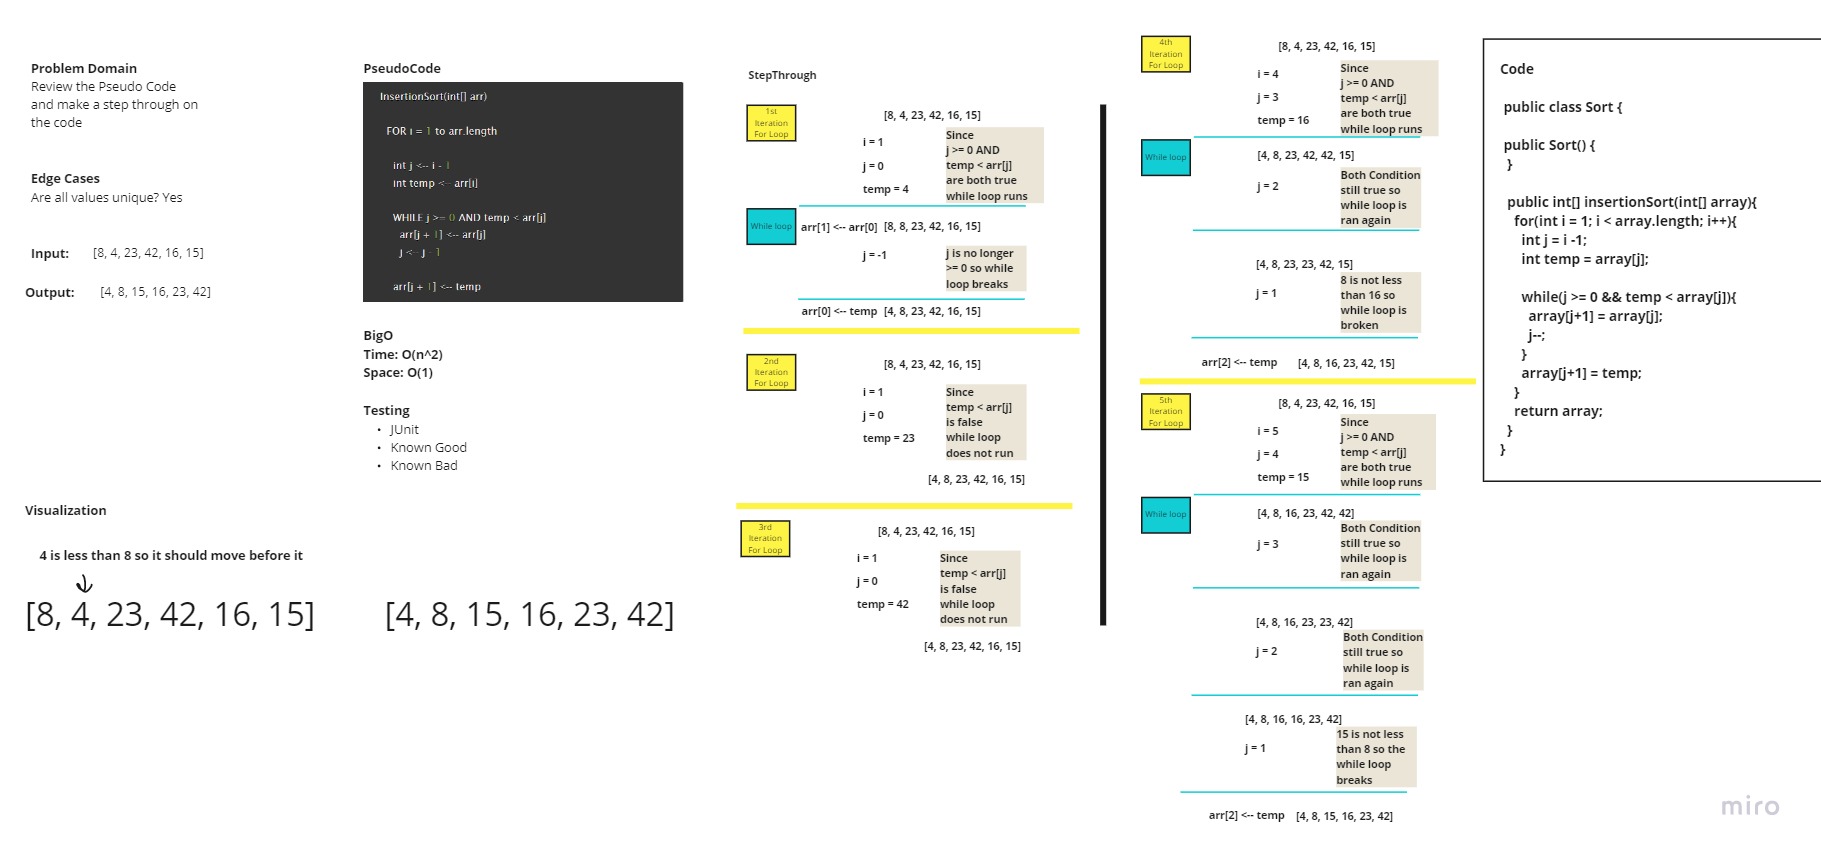 Problem Domain
Review the Pseudo Code
and make a step through on
the code
Edge Cases
Are all values unique? Yes
Input: [8, 4, 23, 42, 16, 15]
Output: [4, 8, 15, 16, 23, 42]
PseudoCode
InsertionSort(int[] arr)
FOR i = 1 to arr.length
int j <-- i - 1
int temp <-- arr[i]
WHILE j >= 0 AND temp < arr[j]
arr[j + 1] <-- arr[j]
j <-- j - 1
arr[j + 1] <-- temp
BigO
Time: O(n^2)
Space: O(1)
Testing
• JUnit
• Known Good
• Known Bad
Visualization
4 is less than 8 so it should move before it
[8, 4, 23, 42, 16, 15]
[4, 8, 15, 16, 23, 42]
StepThrough
1st
Iteration
For Loop
[8, 4, 23, 42, 16, 15]
i = 1
j = 0
temp = 4
Since
j >= 0 AND
temp < arr[j]
are both true
while loop runs
While loop
arr[1] <-- arr[0] [8, 8, 23, 42, 16, 15]
j = -1
j is no longer
>= 0 so while
loop breaks
arr[0] <-- temp [4, 8, 23, 42, 16, 15]
2nd
Iteration
For Loop
[8, 4, 23, 42, 16, 15]
i = 1
j = 0
temp = 23
Since
temp < arr[j]
is false
while loop
does not run
[4, 8, 23, 42, 16, 15]
3rd
Iteration
For Loop
[8, 4, 23, 42, 16, 15]
i = 1
j = 0
temp = 42
Since
temp < arr[j]
is false
while loop
does not run
[4, 8, 23, 42, 16, 15]
4th
Iteration
For Loop
[8, 4, 23, 42, 16, 15]
i = 4
j = 3
temp = 16
Since
j >= 0 AND
temp < arr[j]
are both true
while loop runs
While loop
[4, 8, 23, 42, 42, 15]
j = 2
Both Condition
still true so
while loop is
ran again
[4, 8, 23, 23, 42, 15]
j = 1
8 is not less
than 16 so
while loop is
broken
arr[2] <-- temp [4, 8, 16, 23, 42, 15]
5th
Iteration
For Loop
[8, 4, 23, 42, 16, 15]
i = 5
j = 4
temp = 15
Since
j >= 0 AND
temp < arr[j]
are both true
while loop runs
While loop
[4, 8, 16, 23, 42, 42]
j = 3
Both Condition
still true so
while loop is
ran again
[4, 8, 16, 23, 23, 42]
j = 2
Both Condition
still true so
while loop is
ran again
[4, 8, 16, 16, 23, 42]
j = 1
15 is not less
than 8 so the
while loop
breaks
arr[2] <-- temp [4, 8, 15, 16, 23, 42]
Code
public class Sort {
public Sort() {
}
public int[] insertionSort(int[] array){
for(int i = 1; i < array.length; i++){
int j = i -1;
int temp = array[j];
while(j >= 0 && temp < array[j]){
array[j+1] = array[j];
j--;
}
array[j+1] = temp;
}
return array;
}
}
miro